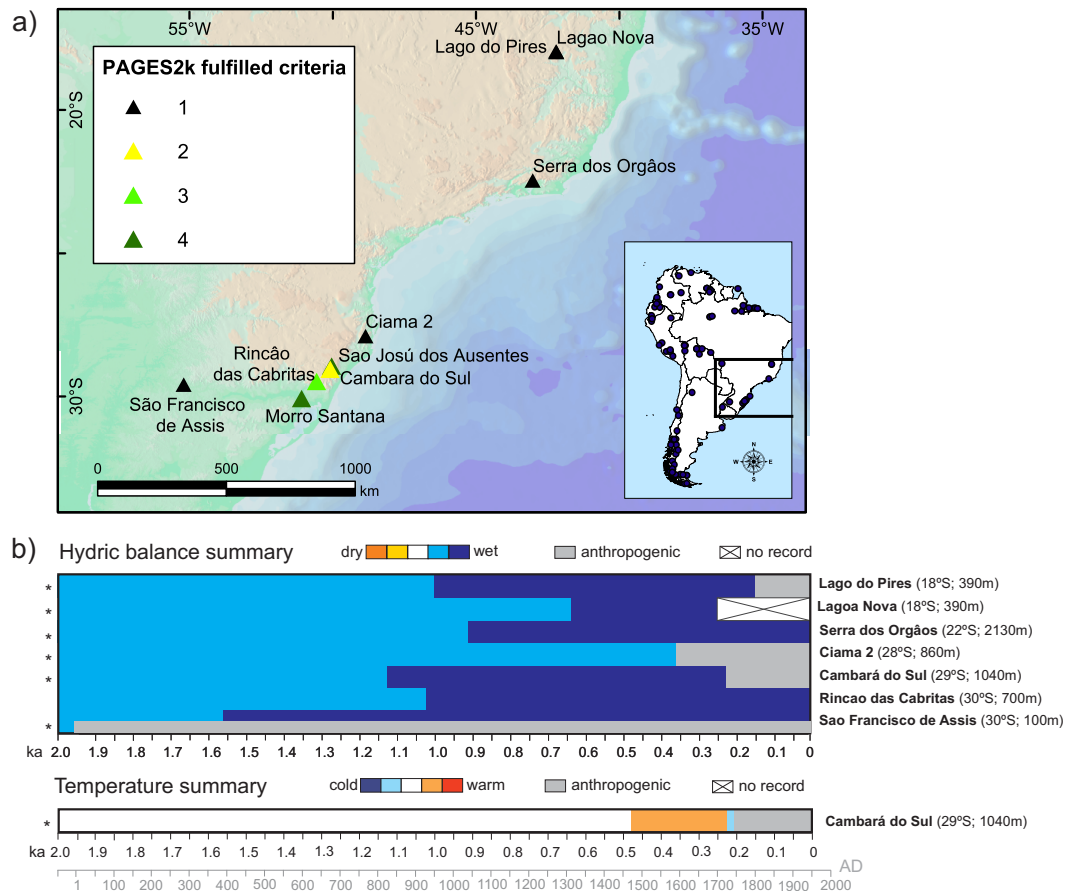 a)
55°W
45°W
35°W
20°S
30°S
PAGES2k fulfilled criteria
1
2
3
4
Lago do Pires
Lagao Nova
Serra dos Orgâos
Ciama 2
Rincâo
das Cabritas
Sao Josú dos Ausentes
Cambara do Sul
São Francisco
de Assis
Morro Santana
0 500 1000
km
N
W E
S
b)
Hydric balance summary dry wet anthropogenic no record
* Lago do Pires (18ºS; 390m)
* Lagoa Nova (18ºS; 390m)
* Serra dos Orgâos (22ºS; 2130m)
* Ciama 2 (28ºS; 860m)
* Cambará do Sul (29ºS; 1040m)
Rincao das Cabritas (30ºS; 700m)
* Sao Francisco de Assis (30ºS; 100m)
ka 2.0 1.9 1.8 1.7 1.6 1.5 1.4 1.3 1.2 1.1 1.0 0.9 0.8 0.7 0.6 0.5 0.4 0.3 0.2 0.1 0
Temperature summary cold warm anthropogenic no record
* Cambará do Sul (29ºS; 1040m)
ka 2.0 1.9 1.8 1.7 1.6 1.5 1.4 1.3 1.2 1.1 1.0 0.9 0.8 0.7 0.6 0.5 0.4 0.3 0.2 0.1 0
AD
1 100 200 300 400 500 600 700 800 900 1000 1100 1200 1300 1400 1500 1600 1700 1800 1900 2000